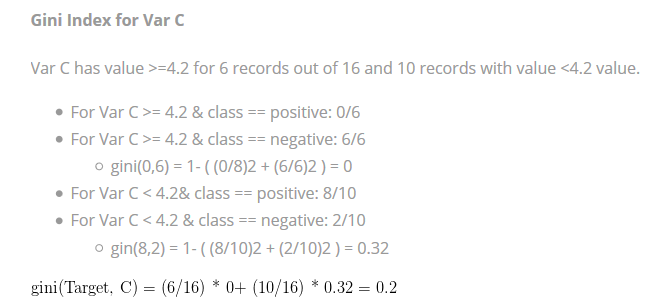 Gini Index for Var C
Var C has value >=4.2 for 6 records out of 16 and 10 records with value <4.2 value.
• For Var C >= 4.2 & class == positive: 0/6
• For Var C >= 4.2 & class == negative: 6/6
○ gini(0,6) = 1- ( (0/8)2 + (6/6)2 ) = 0
• For Var C < 4.2& class == positive: 8/10
• For Var C < 4.2 & class == negative: 2/10
○ gin(8,2) = 1- ( (8/10)2 + (2/10)2 ) = 0.32
gini(Target, C) = (6/16) * 0+ (10/16) * 0.32 = 0.2